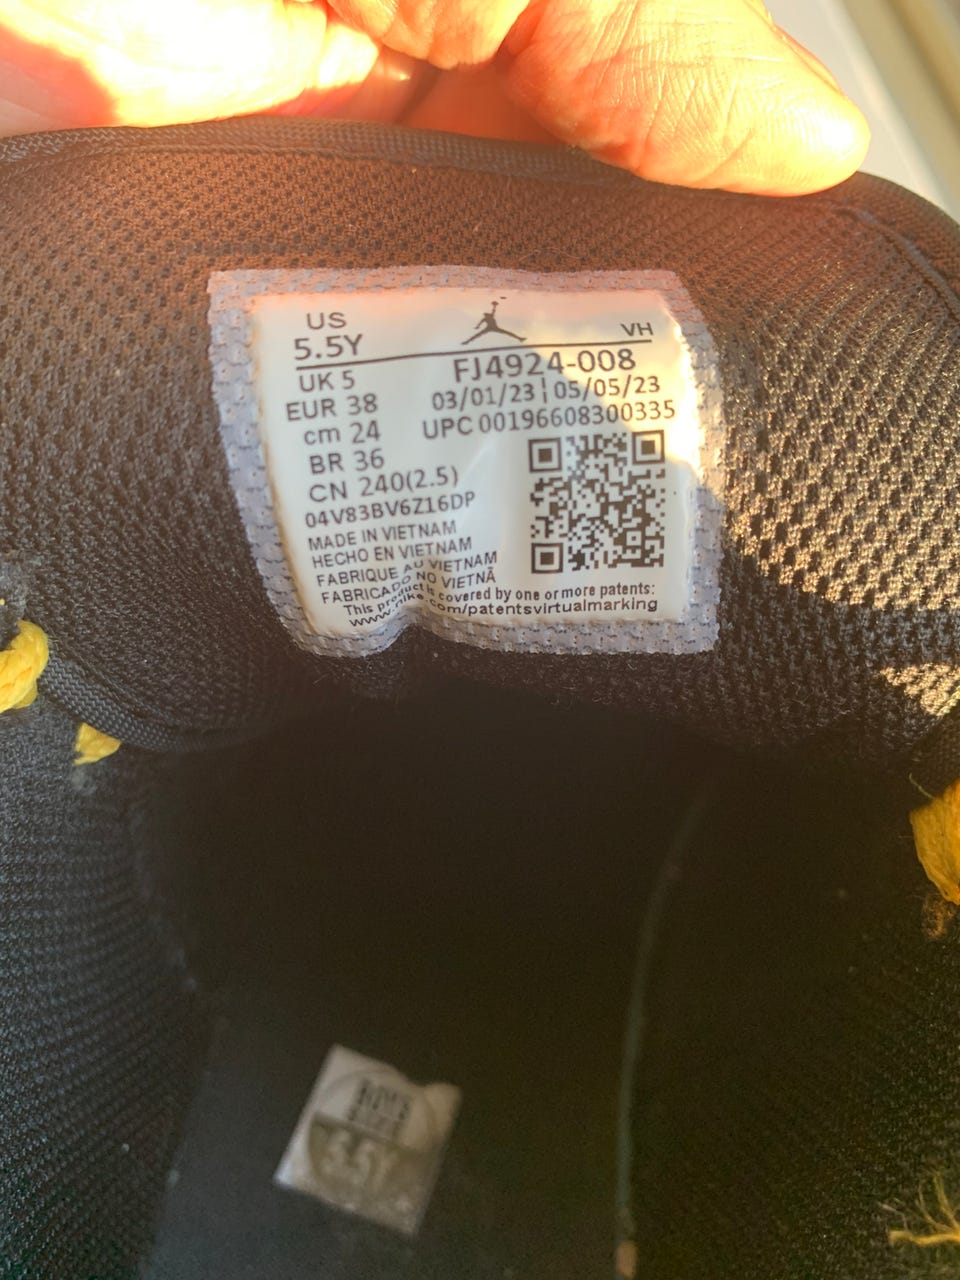 US
5.5Y
VH
UK 5
EUR 38
cm 24
BR 36
CN 240(2.5)
04V83BV6Z16DP
FJ4924-008
03/01/23 | 05/05/23
UPC 00196608300335
MADE IN VIETNAM
HECHO EN VIETNAM
FABRIQUE AU VIETNAM
FABRICADO NO VIETNÃ
This product is covered by one or more patents:
www.nike.com/patentsvirtualmarking
BOYS
SIZE
5.5Y